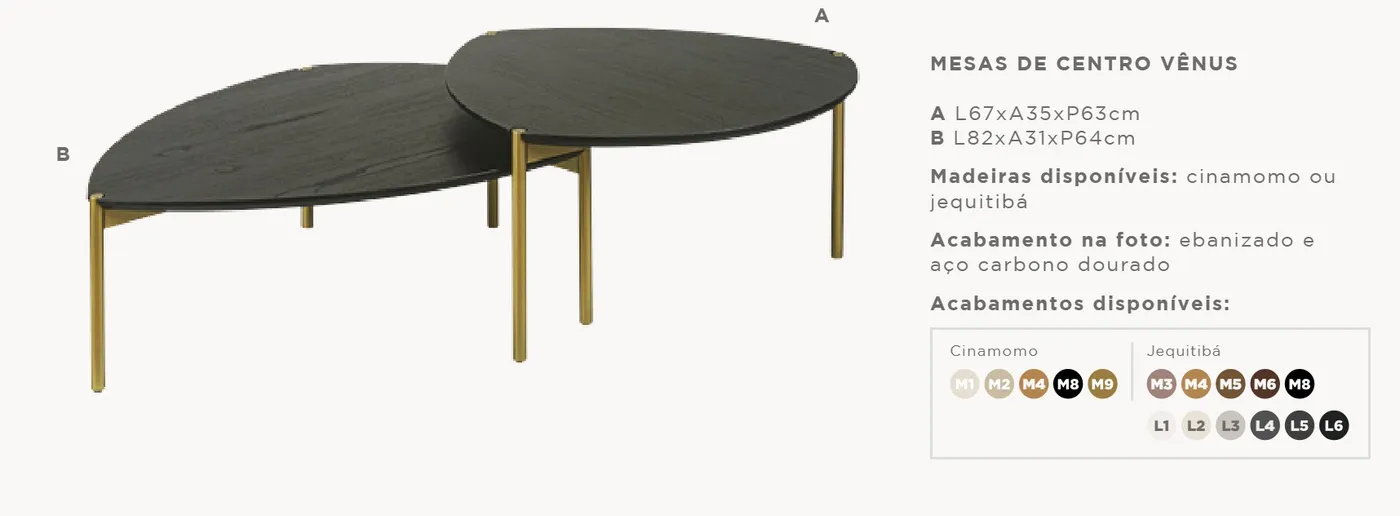 A
B
MESAS DE CENTRO VÊNUS
A L67xA35xP63cm
B L82xA31xP64cm
Madeiras disponíveis: cinamomo ou
jequitibá
Acabamento na foto: ebanizado e
aço carbono dourado
Acabamentos disponíveis:
Cinamomo
M1 M2 M4 M8 M9
Jequitibá
M3 M4 M5 M6 M8
L1 L2 L3 L4 L5 L6